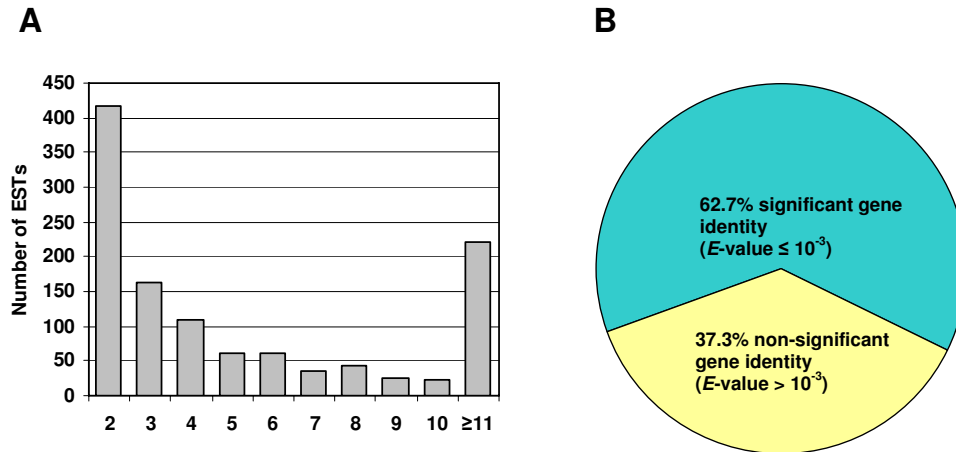 A
B
450
400
350
300
250
200
150
100
50
0
Number of ESTs
2 3 4 5 6 7 8 9 10 ≥11
62.7% significant gene
identity
(E-value ≤ 10⁻³)
37.3% non-significant
gene identity
(E-value > 10⁻³)